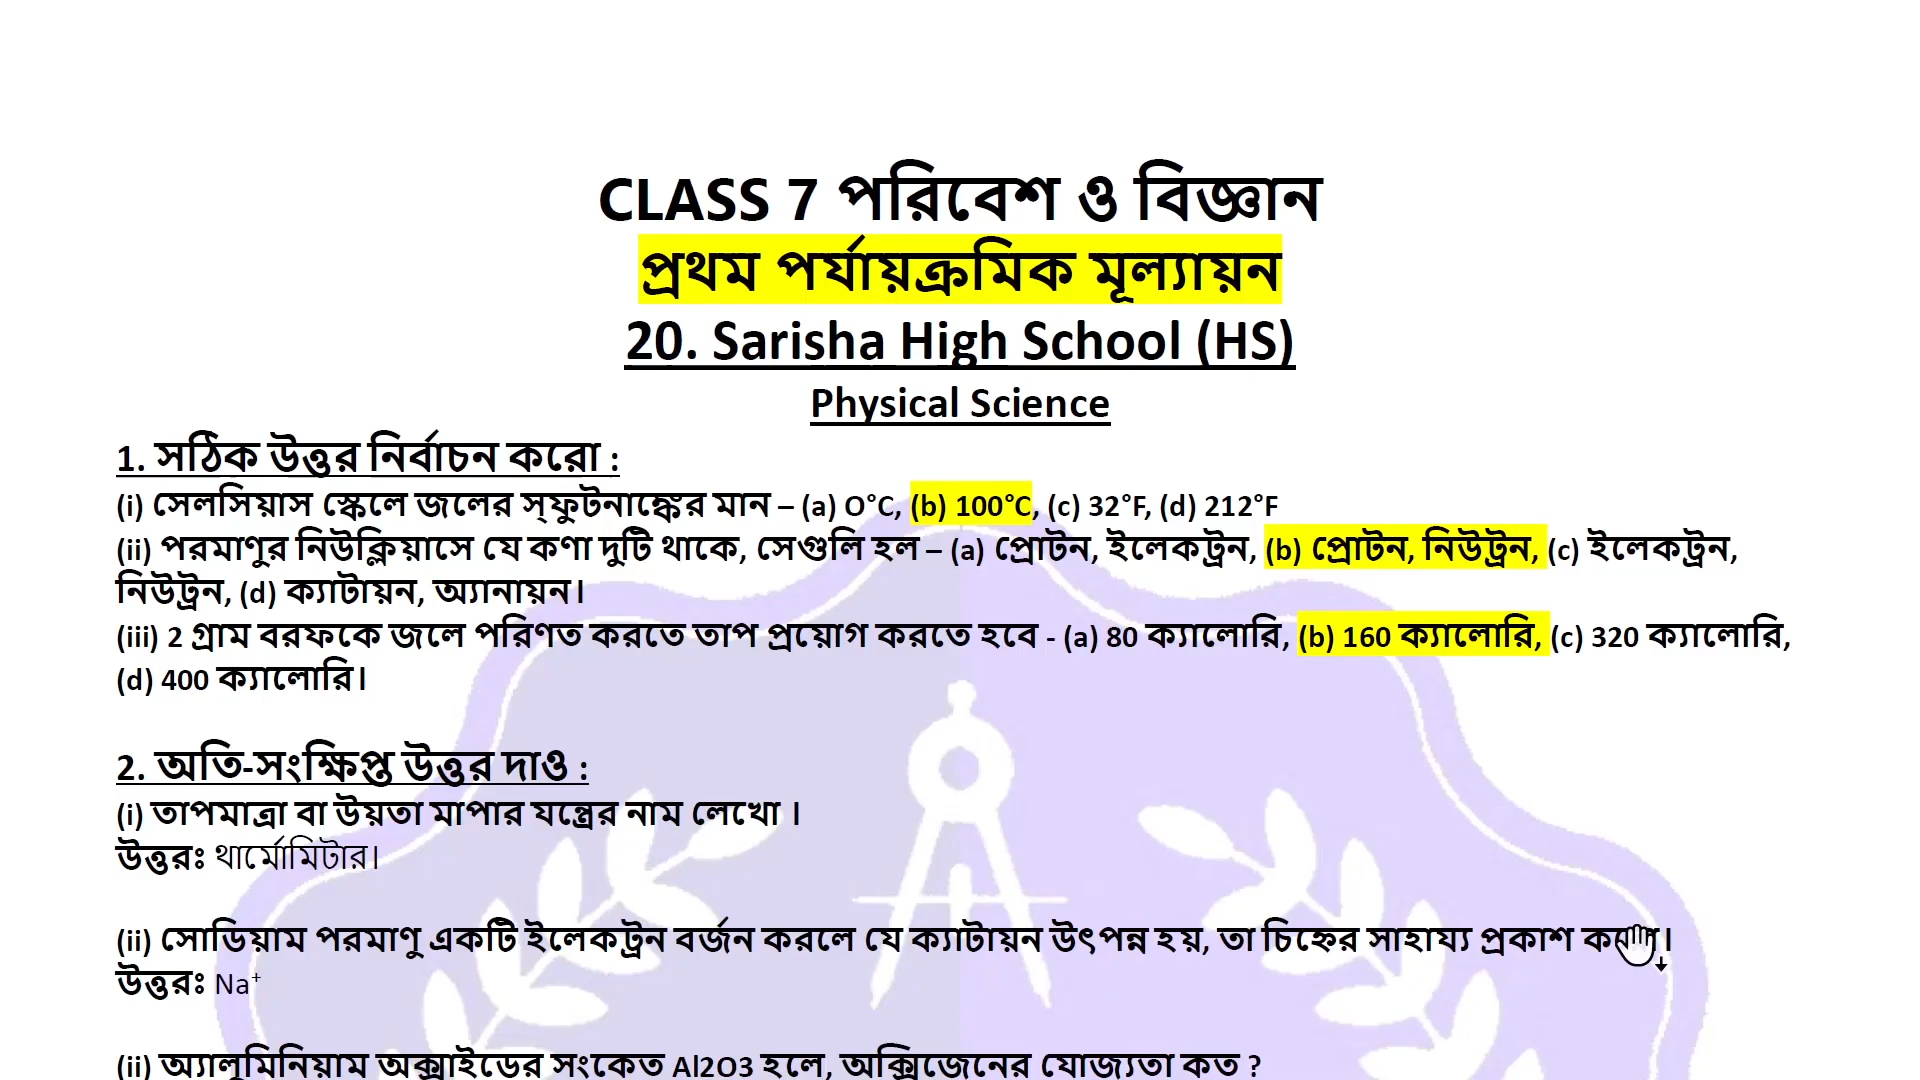 CLASS 7 পরিবেশ ও বিজ্ঞান
প্রথম পর্যায়ক্রমিক মূল্যায়ন
20. Sarisha High School (HS)
Physical Science
1. সঠিক উত্তর নির্বাচন করো :
(i) সেলসিয়াস স্কেলে জলের স্ফুটনাঙ্কের মান – (a) O°C, (b) 100°C, (c) 32°F, (d) 212°F
(ii) পরমাণুর নিউক্লিয়াসে যে কণা দুটি থাকে, সেগুলি হল – (a) প্রোটন, ইলেকট্রন, (b) প্রোটন, নিউট্রন, (c) ইলেকট্রন,
নিউট্রন, (d) ক্যাটায়ন, অ্যানায়ন।
(iii) 2 গ্রাম বরফকে জলে পরিণত করতে তাপ প্রয়োগ করতে হবে - (a) 80 ক্যালোরি, (b) 160 ক্যালোরি, (c) 320 ক্যালোরি,
(d) 400 ক্যালোরি।
2. অতি-সংক্ষিপ্ত উত্তর দাও :
(i) তাপমাত্রা বা উয়তা মাপার যন্ত্রের নাম লেখো ।
উত্তরঃ থার্মোমিটার।
(ii) সোডিয়াম পরমাণু একটি ইলেকট্রন বর্জন করলে যে ক্যাটায়ন উৎপন্ন হয়, তা চিহ্নের সাহায্য প্রকাশ
উত্তরঃ Na⁺
(ii) অ্যালুমিনিয়াম অক্সাইডের সংকেত Al2O3 হলে, অক্সিজেনের যোজ্যতা কত ?